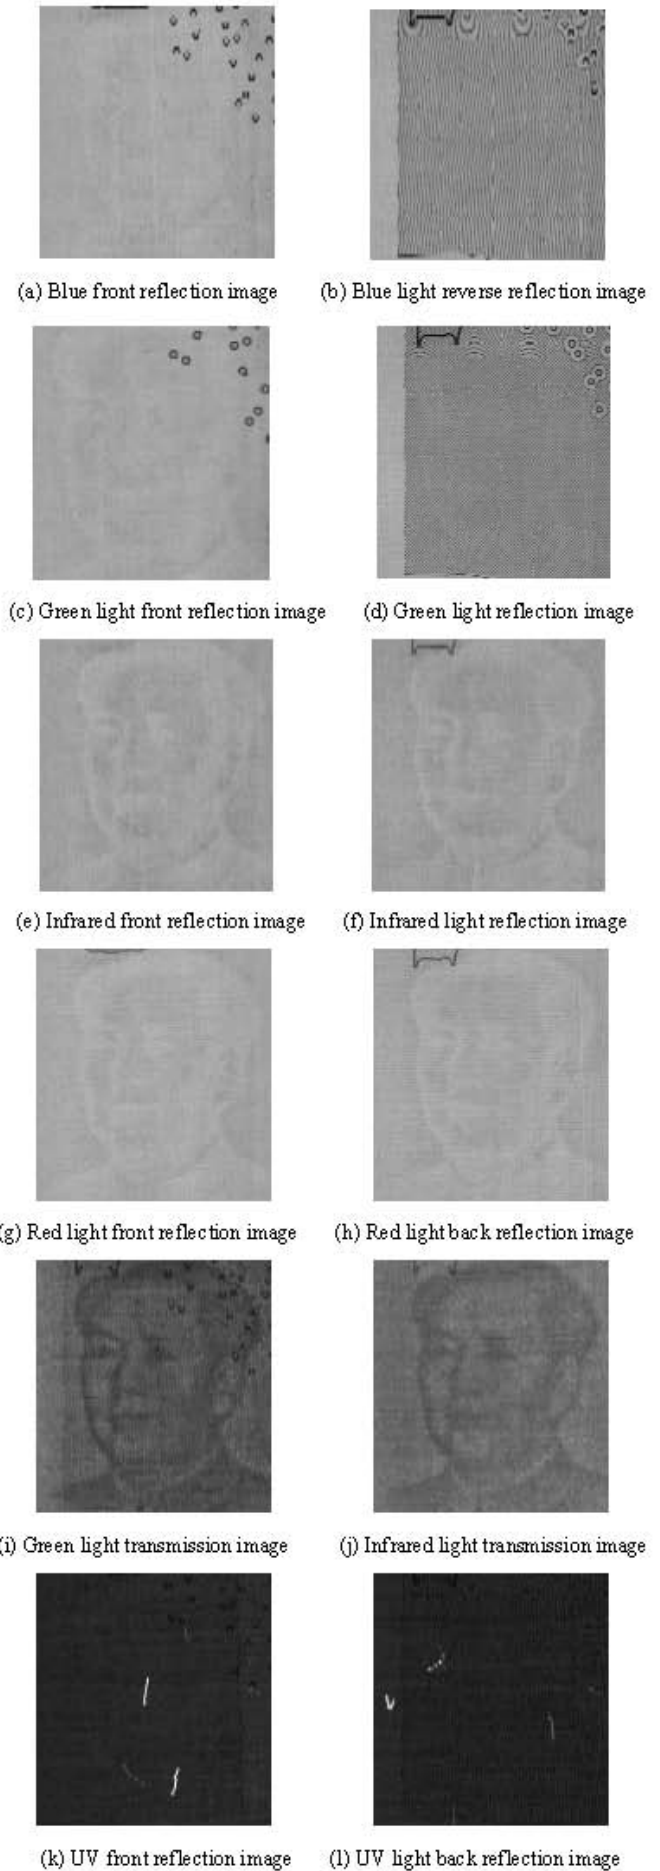 (a) Blue front reflection image
(b) Blue light reverse reflection image
(c) Green light front reflection image
(d) Green light reflection image
(e) Infrared front reflection image
(f) Infrared light reflection image
(g) Red light front reflection image
(h) Red light back reflection image
(i) Green light transmission image
(j) Infrared light transmission image
(k) UV front reflection image
(l) UV light back reflection image